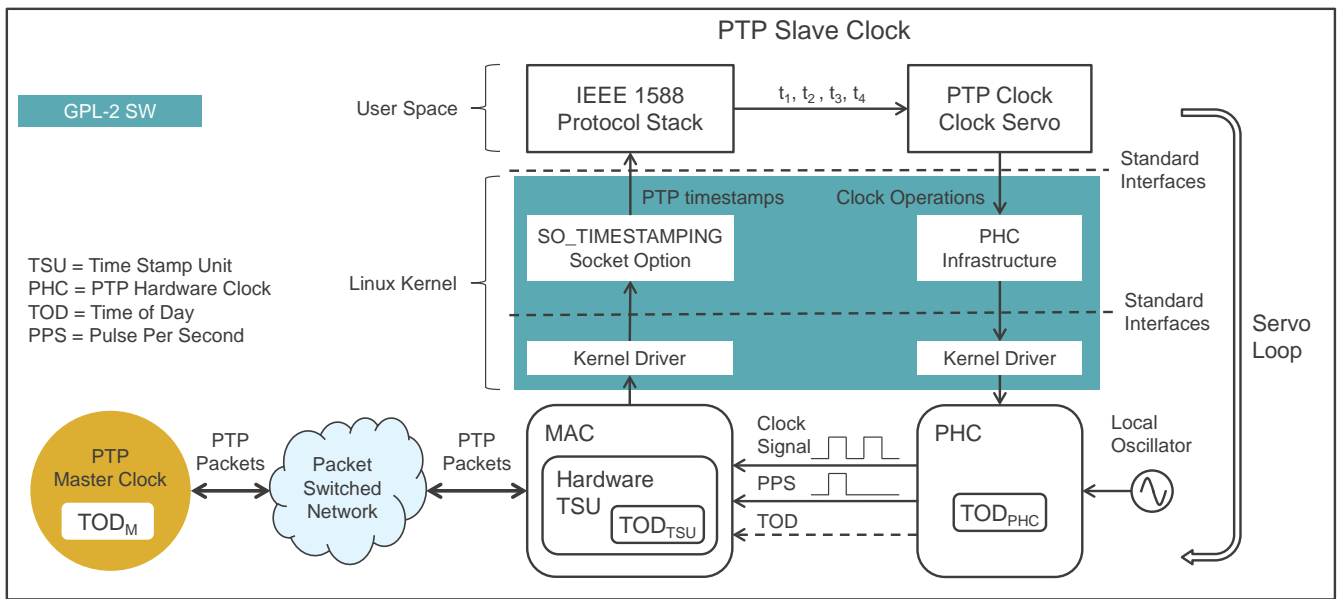 PTP Slave Clock
GPL-2 SW
User Space
IEEE 1588
Protocol Stack
t1, t2 , t3, t4
PTP Clock
Clock Servo
Standard
Interfaces
PTP timestamps
Clock Operations
SO_TIMESTAMPING
Socket Option
PHC
Infrastructure
Linux Kernel
TSU = Time Stamp Unit
PHC = PTP Hardware Clock
TOD = Time of Day
PPS = Pulse Per Second
Standard
Interfaces
Servo
Loop
Kernel Driver
Kernel Driver
PTP
Master Clock
TODM
PTP
Packets
Packet
Switched
Network
PTP
Packets
MAC
Hardware
TSU
TODTSU
Clock
Signal
PPS
TOD
PHC
TODPHC
Local
Oscillator